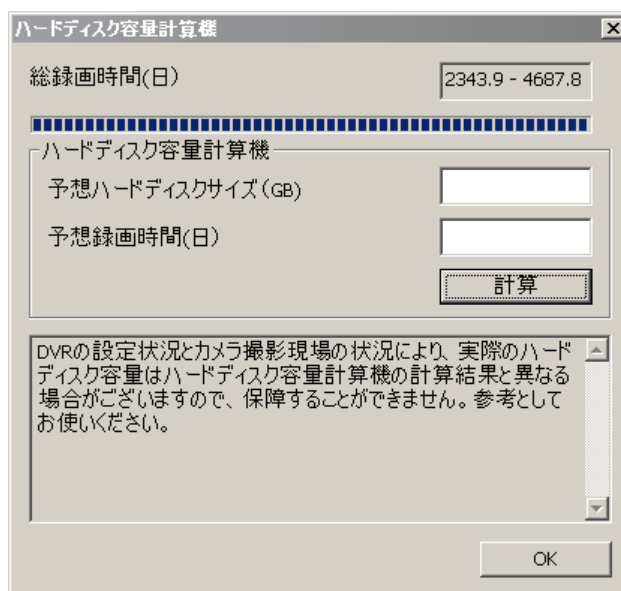 ハードディスク容量計算機
総録画時間(日)
2343.9 - 4687.8
ハードディスク容量計算機
予想ハードディスクサイズ(GB)
予想録画時間(日)
計算
DVRの設定状況とカメラ撮影現場の状況により、実際のハード
ディスク容量はハードディスク容量計算機の計算結果と異なる
場合がございますので、保障することができません。参考として
お使いください。
OK